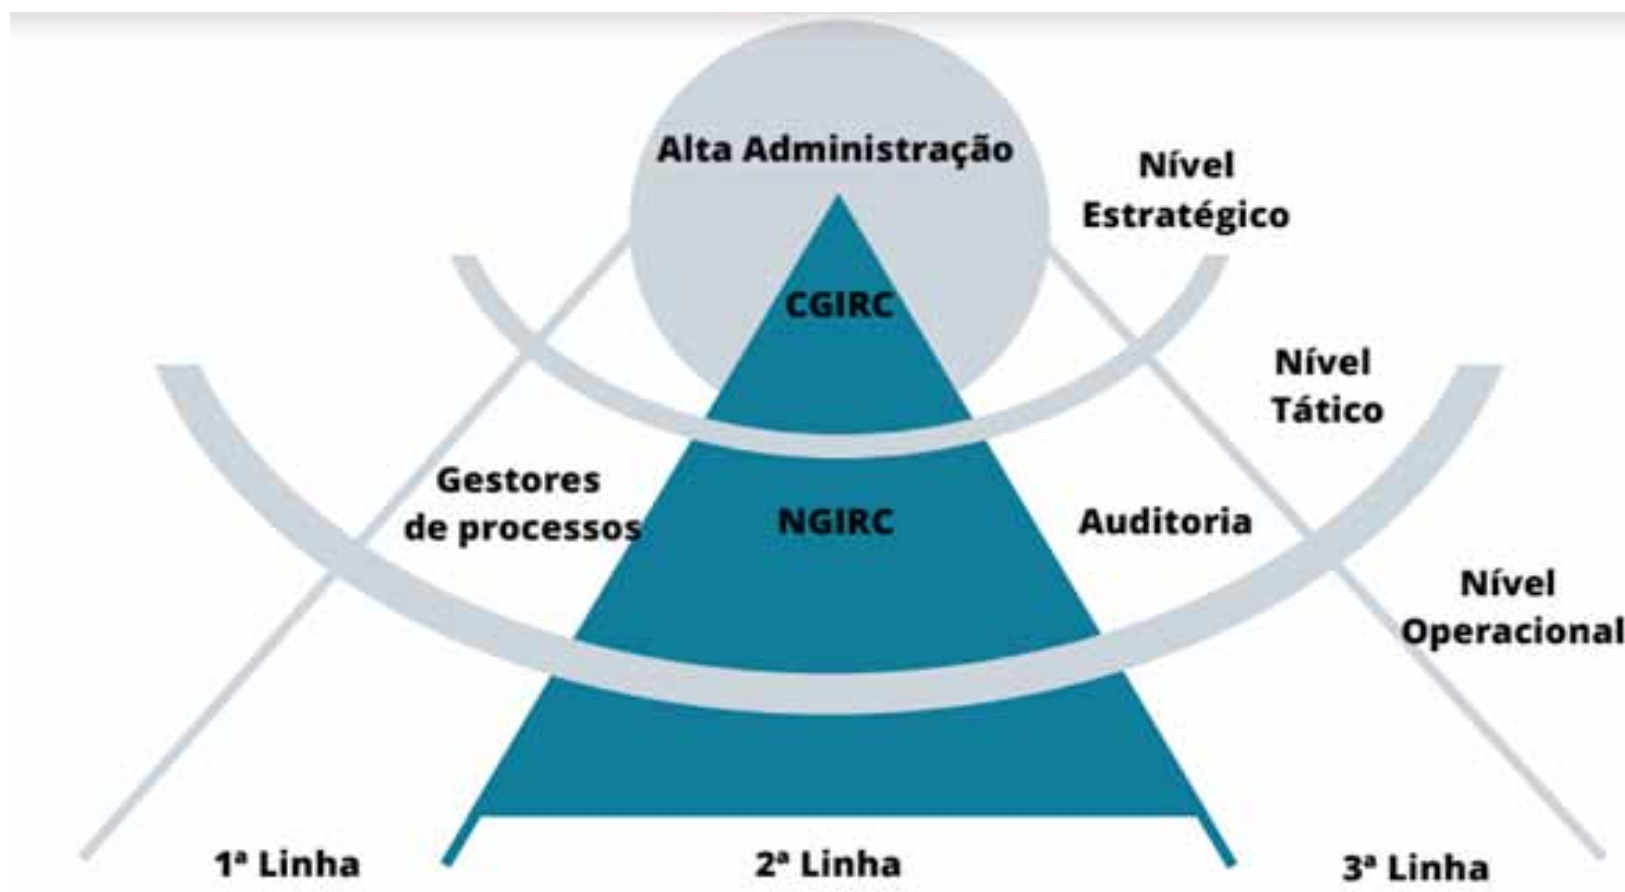 Alta Administração
Nível
Estratégico
CGIRC
Nível
Tático
Gestores
de processos
NGIRC
Auditoria
Nível
Operacional
1ª Linha
2ª Linha
3ª Linha